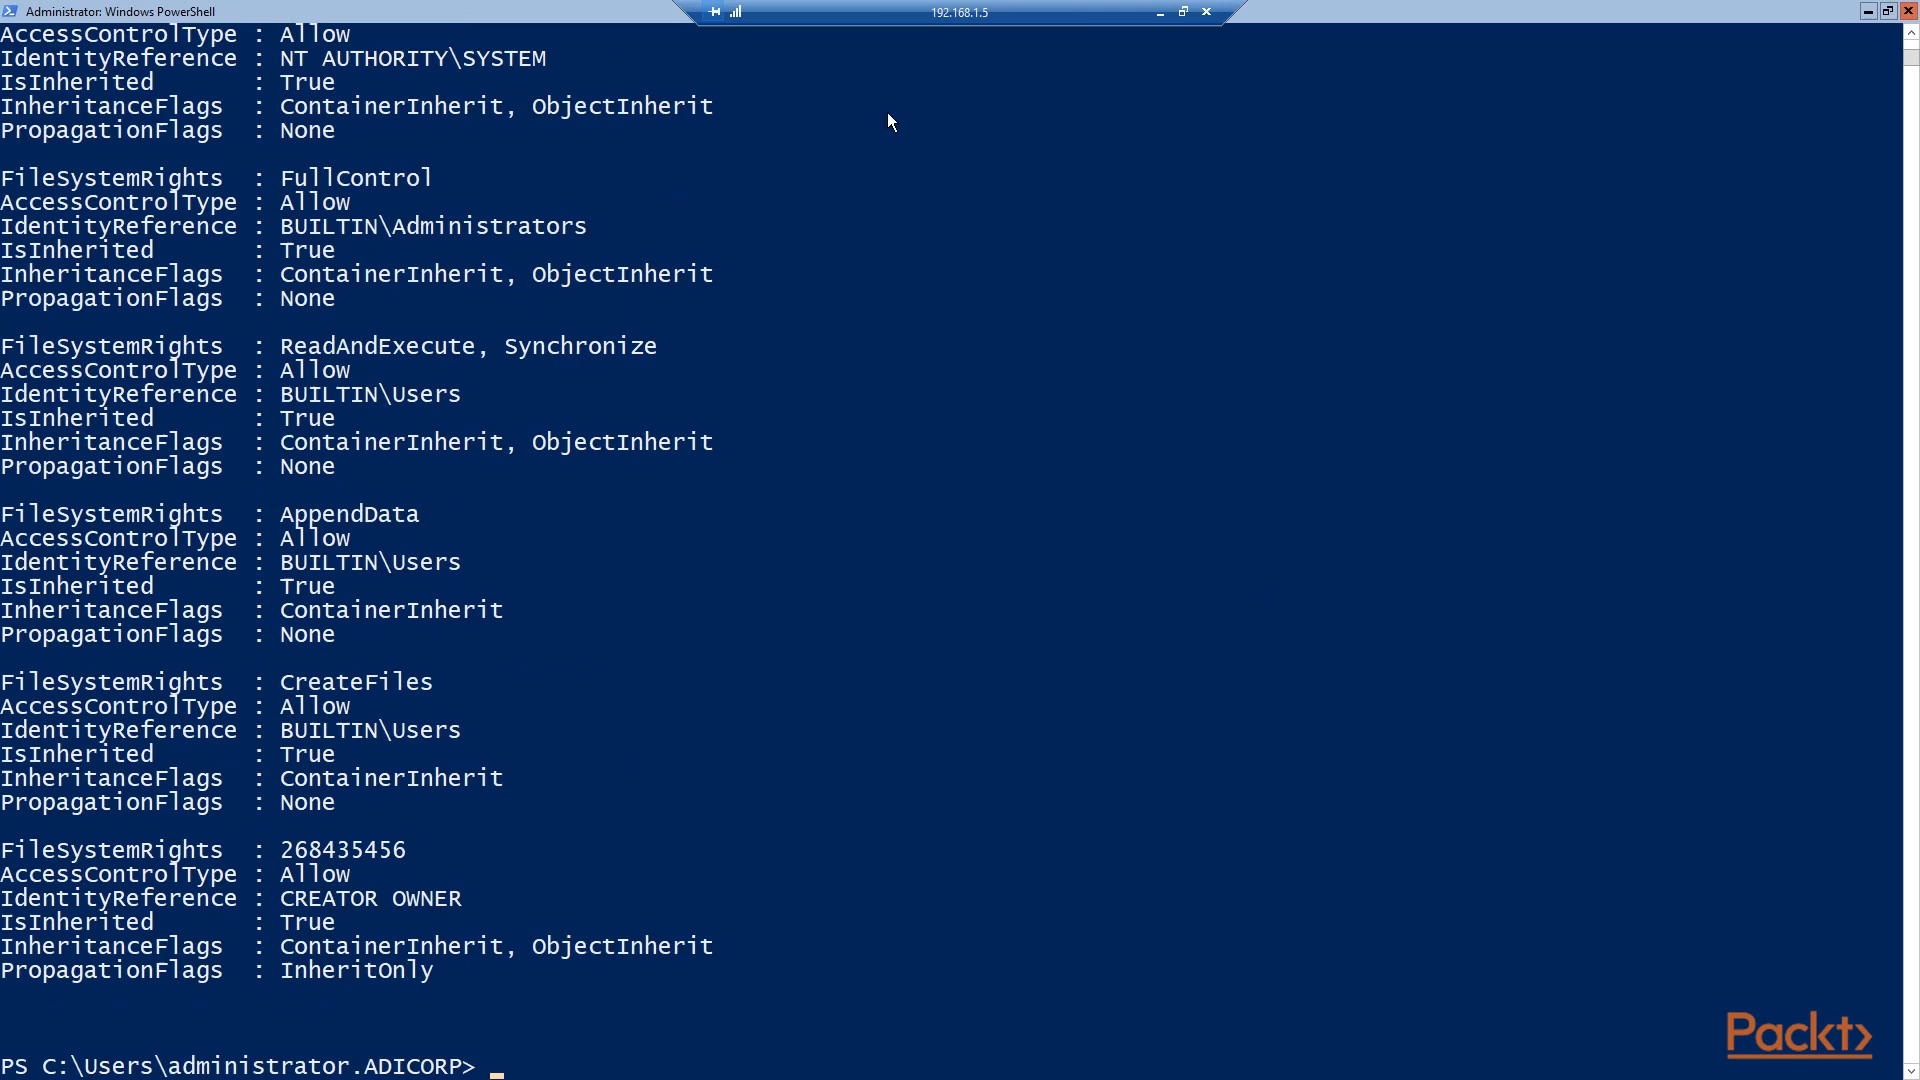 Administrator: Windows PowerShell
192.168.1.5
AccessControlType : Allow
IdentityReference : NT AUTHORITY\SYSTEM
IsInherited       : True
InheritanceFlags  : ContainerInherit, ObjectInherit
PropagationFlags  : None
FileSystemRights  : FullControl
AccessControlType : Allow
IdentityReference : BUILTIN\Administrators
IsInherited       : True
InheritanceFlags  : ContainerInherit, ObjectInherit
PropagationFlags  : None
FileSystemRights  : ReadAndExecute, Synchronize
AccessControlType : Allow
IdentityReference : BUILTIN\Users
IsInherited       : True
InheritanceFlags  : ContainerInherit, ObjectInherit
PropagationFlags  : None
FileSystemRights  : AppendData
AccessControlType : Allow
IdentityReference : BUILTIN\Users
IsInherited       : True
InheritanceFlags  : ContainerInherit
PropagationFlags  : None
FileSystemRights  : CreateFiles
AccessControlType : Allow
IdentityReference : BUILTIN\Users
IsInherited       : True
InheritanceFlags  : ContainerInherit
PropagationFlags  : None
FileSystemRights  : 268435456
AccessControlType : Allow
IdentityReference : CREATOR OWNER
IsInherited       : True
InheritanceFlags  : ContainerInherit, ObjectInherit
PropagationFlags  : InheritOnly
Packt>
PS C:\Users\administrator.ADICORP> _